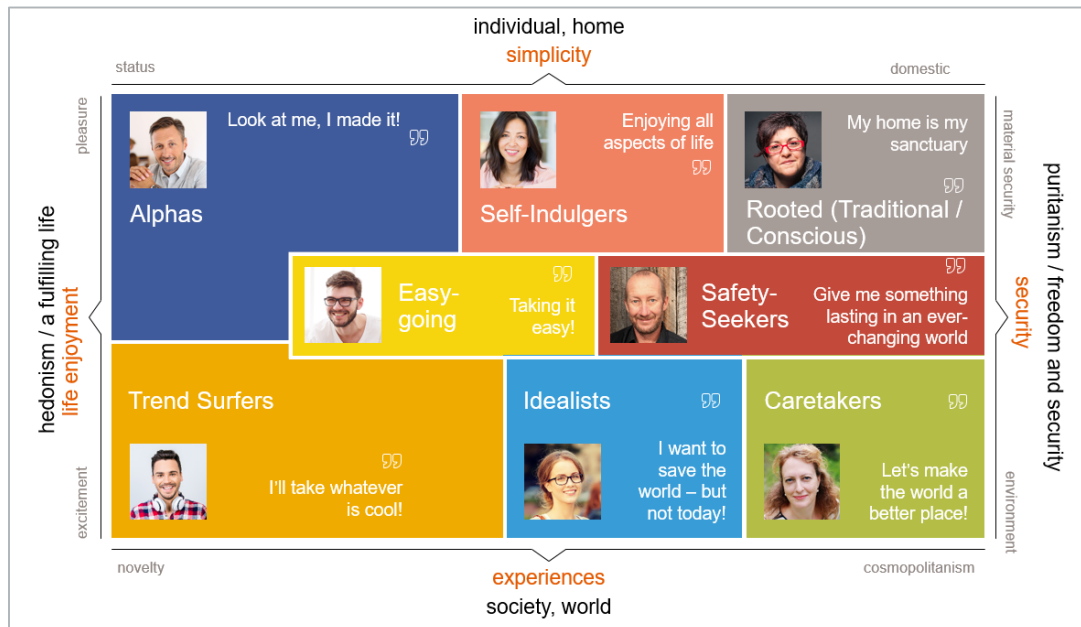 individual, home
simplicity
status
domestic
pleasure
material security
Look at me, I made it!
Alphas
Enjoying all
aspects of life
Self-Indulgers
My home is my
sanctuary
Rooted (Traditional /
Conscious)
hedonism / a fulfilling life
life enjoyment
puritanism / freedom and security
security
Easy-
going
Taking it
easy!
Safety-
Seekers
Give me something
lasting in an ever-
changing world
Trend Surfers
I'll take whatever
is cool!
Idealists
I want to
save the
world – but
not today!
Caretakers
Let's make
the world a
better place!
excitement
environment
novelty
cosmopolitanism
experiences
society, world